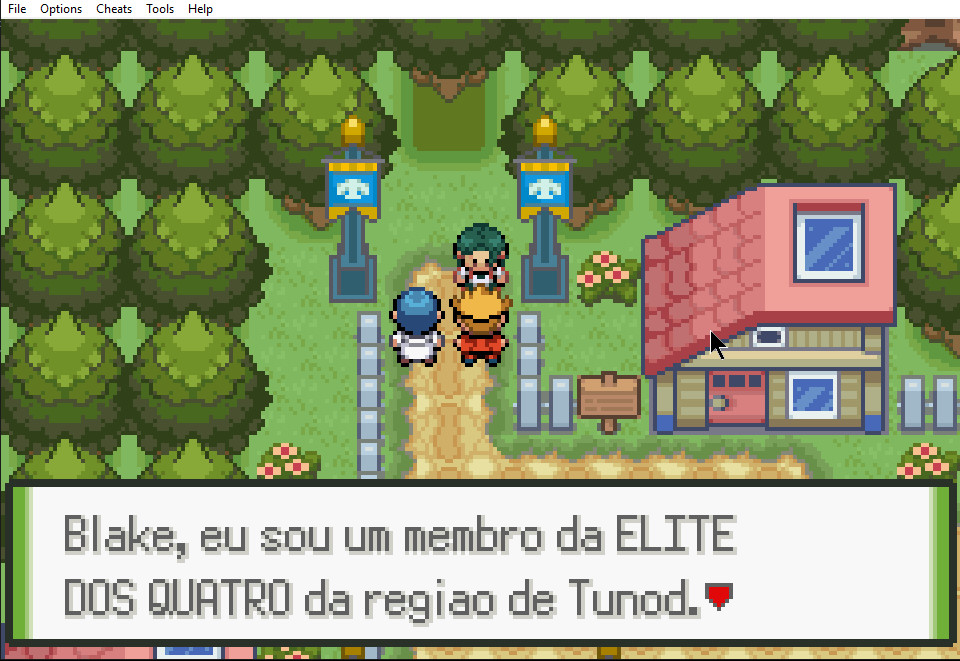 File Options Cheats Tools Help
Blake, eu sou um membro da ELITE
DOS QUATRO da regiao de Tunod.